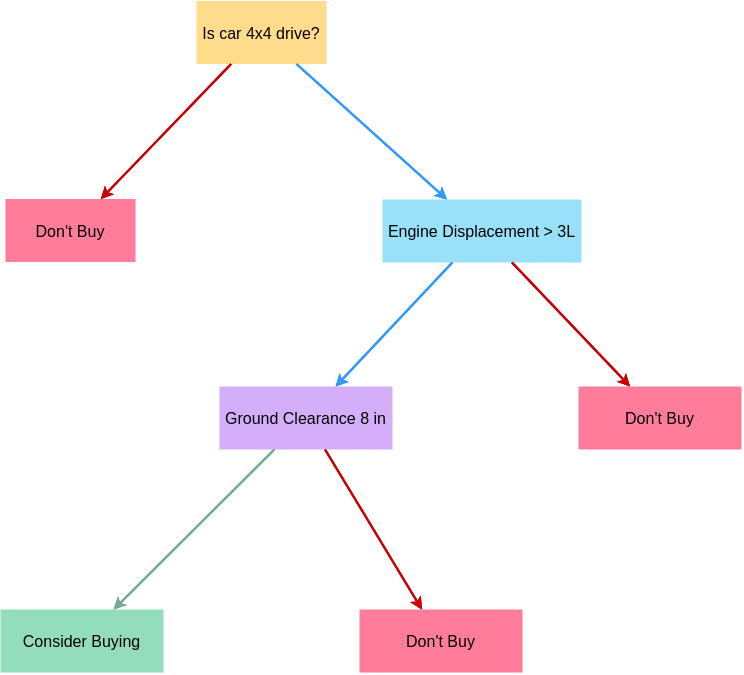 Is car 4x4 drive?
Don't Buy
Engine Displacement > 3L
Ground Clearance 8 in
Don't Buy
Consider Buying
Don't Buy